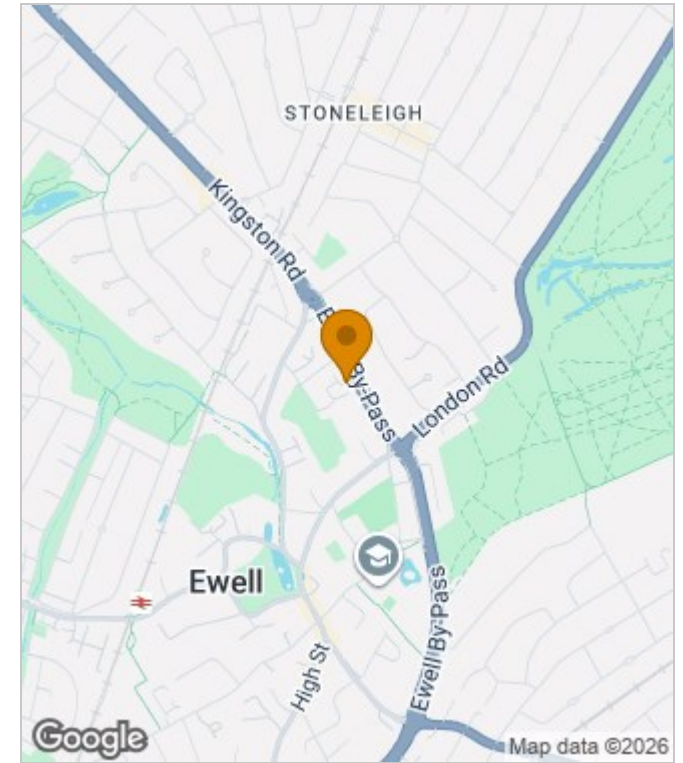 STONELEIGH
Kingston Rd
By-Pass
London Rd
Ewell
High St
Ewell By-Pass
Google
Map data ©2026